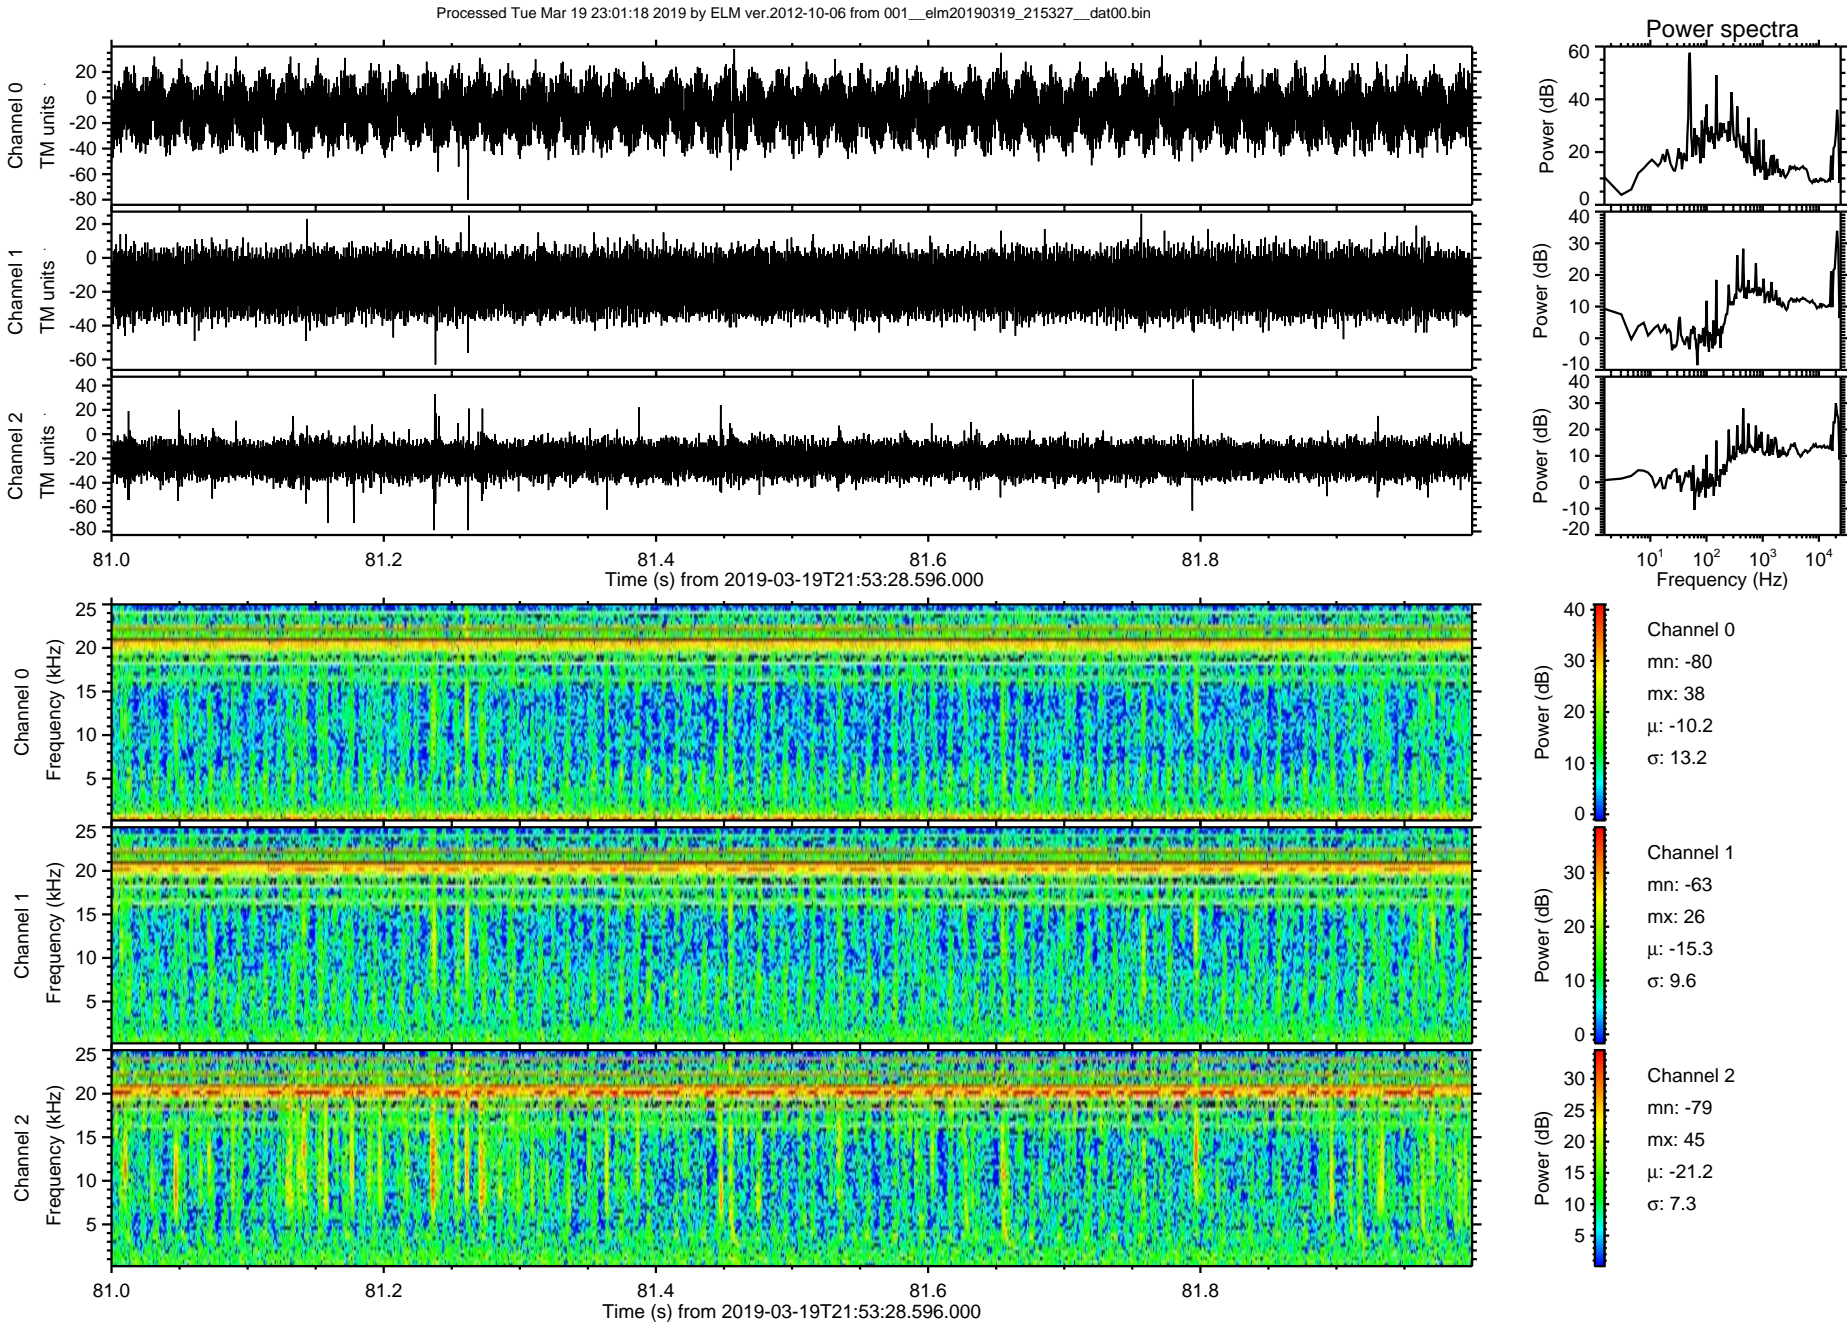 Processed Tue Mar 19 23:01:18 2019 by ELM ver.2012-10-06 from 001__elm20190319_215327__dat00.bin
Power spectra
Channel 0
TM units
20
0
-20
-40
-60
-80
Power (dB)
60
40
20
0
Channel 1
TM units
20
0
-20
-40
-60
Power (dB)
40
30
20
10
0
-10
Channel 2
TM units
40
20
0
-20
-40
-60
-80
Power (dB)
40
30
20
10
0
-10
-20
81.0 81.2 81.4 81.6 81.8
Time (s) from 2019-03-19T21:53:28.596.000
10^1 10^2 10^3 10^4
Frequency (Hz)
Channel 0
Frequency (kHz)
25
20
15
10
5
Power (dB)
40
30
20
10
0
Channel 0
mn: -80
mx: 38
μ: -10.2
σ: 13.2
Channel 1
Frequency (kHz)
25
20
15
10
5
Power (dB)
30
20
10
0
Channel 1
mn: -63
mx: 26
μ: -15.3
σ: 9.6
Channel 2
Frequency (kHz)
25
20
15
10
5
Power (dB)
30
25
20
15
10
5
Channel 2
mn: -79
mx: 45
μ: -21.2
σ: 7.3
81.0 81.2 81.4 81.6 81.8
Time (s) from 2019-03-19T21:53:28.596.000